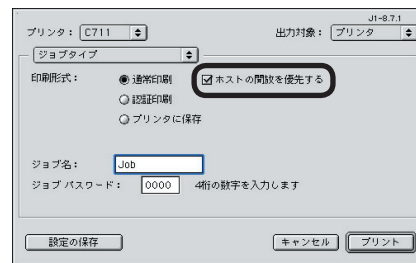 J1-8.7.1
プリンタ： C711 出力対象： プリンタ
ジョブタイプ
印刷形式： 通常印刷 ホストの開放を優先する
認証印刷
プリンタに保存
ジョブ名： Job
ジョブ パスワード： 0000 4桁の数字を入力します
設定の保存 キャンセル プリント